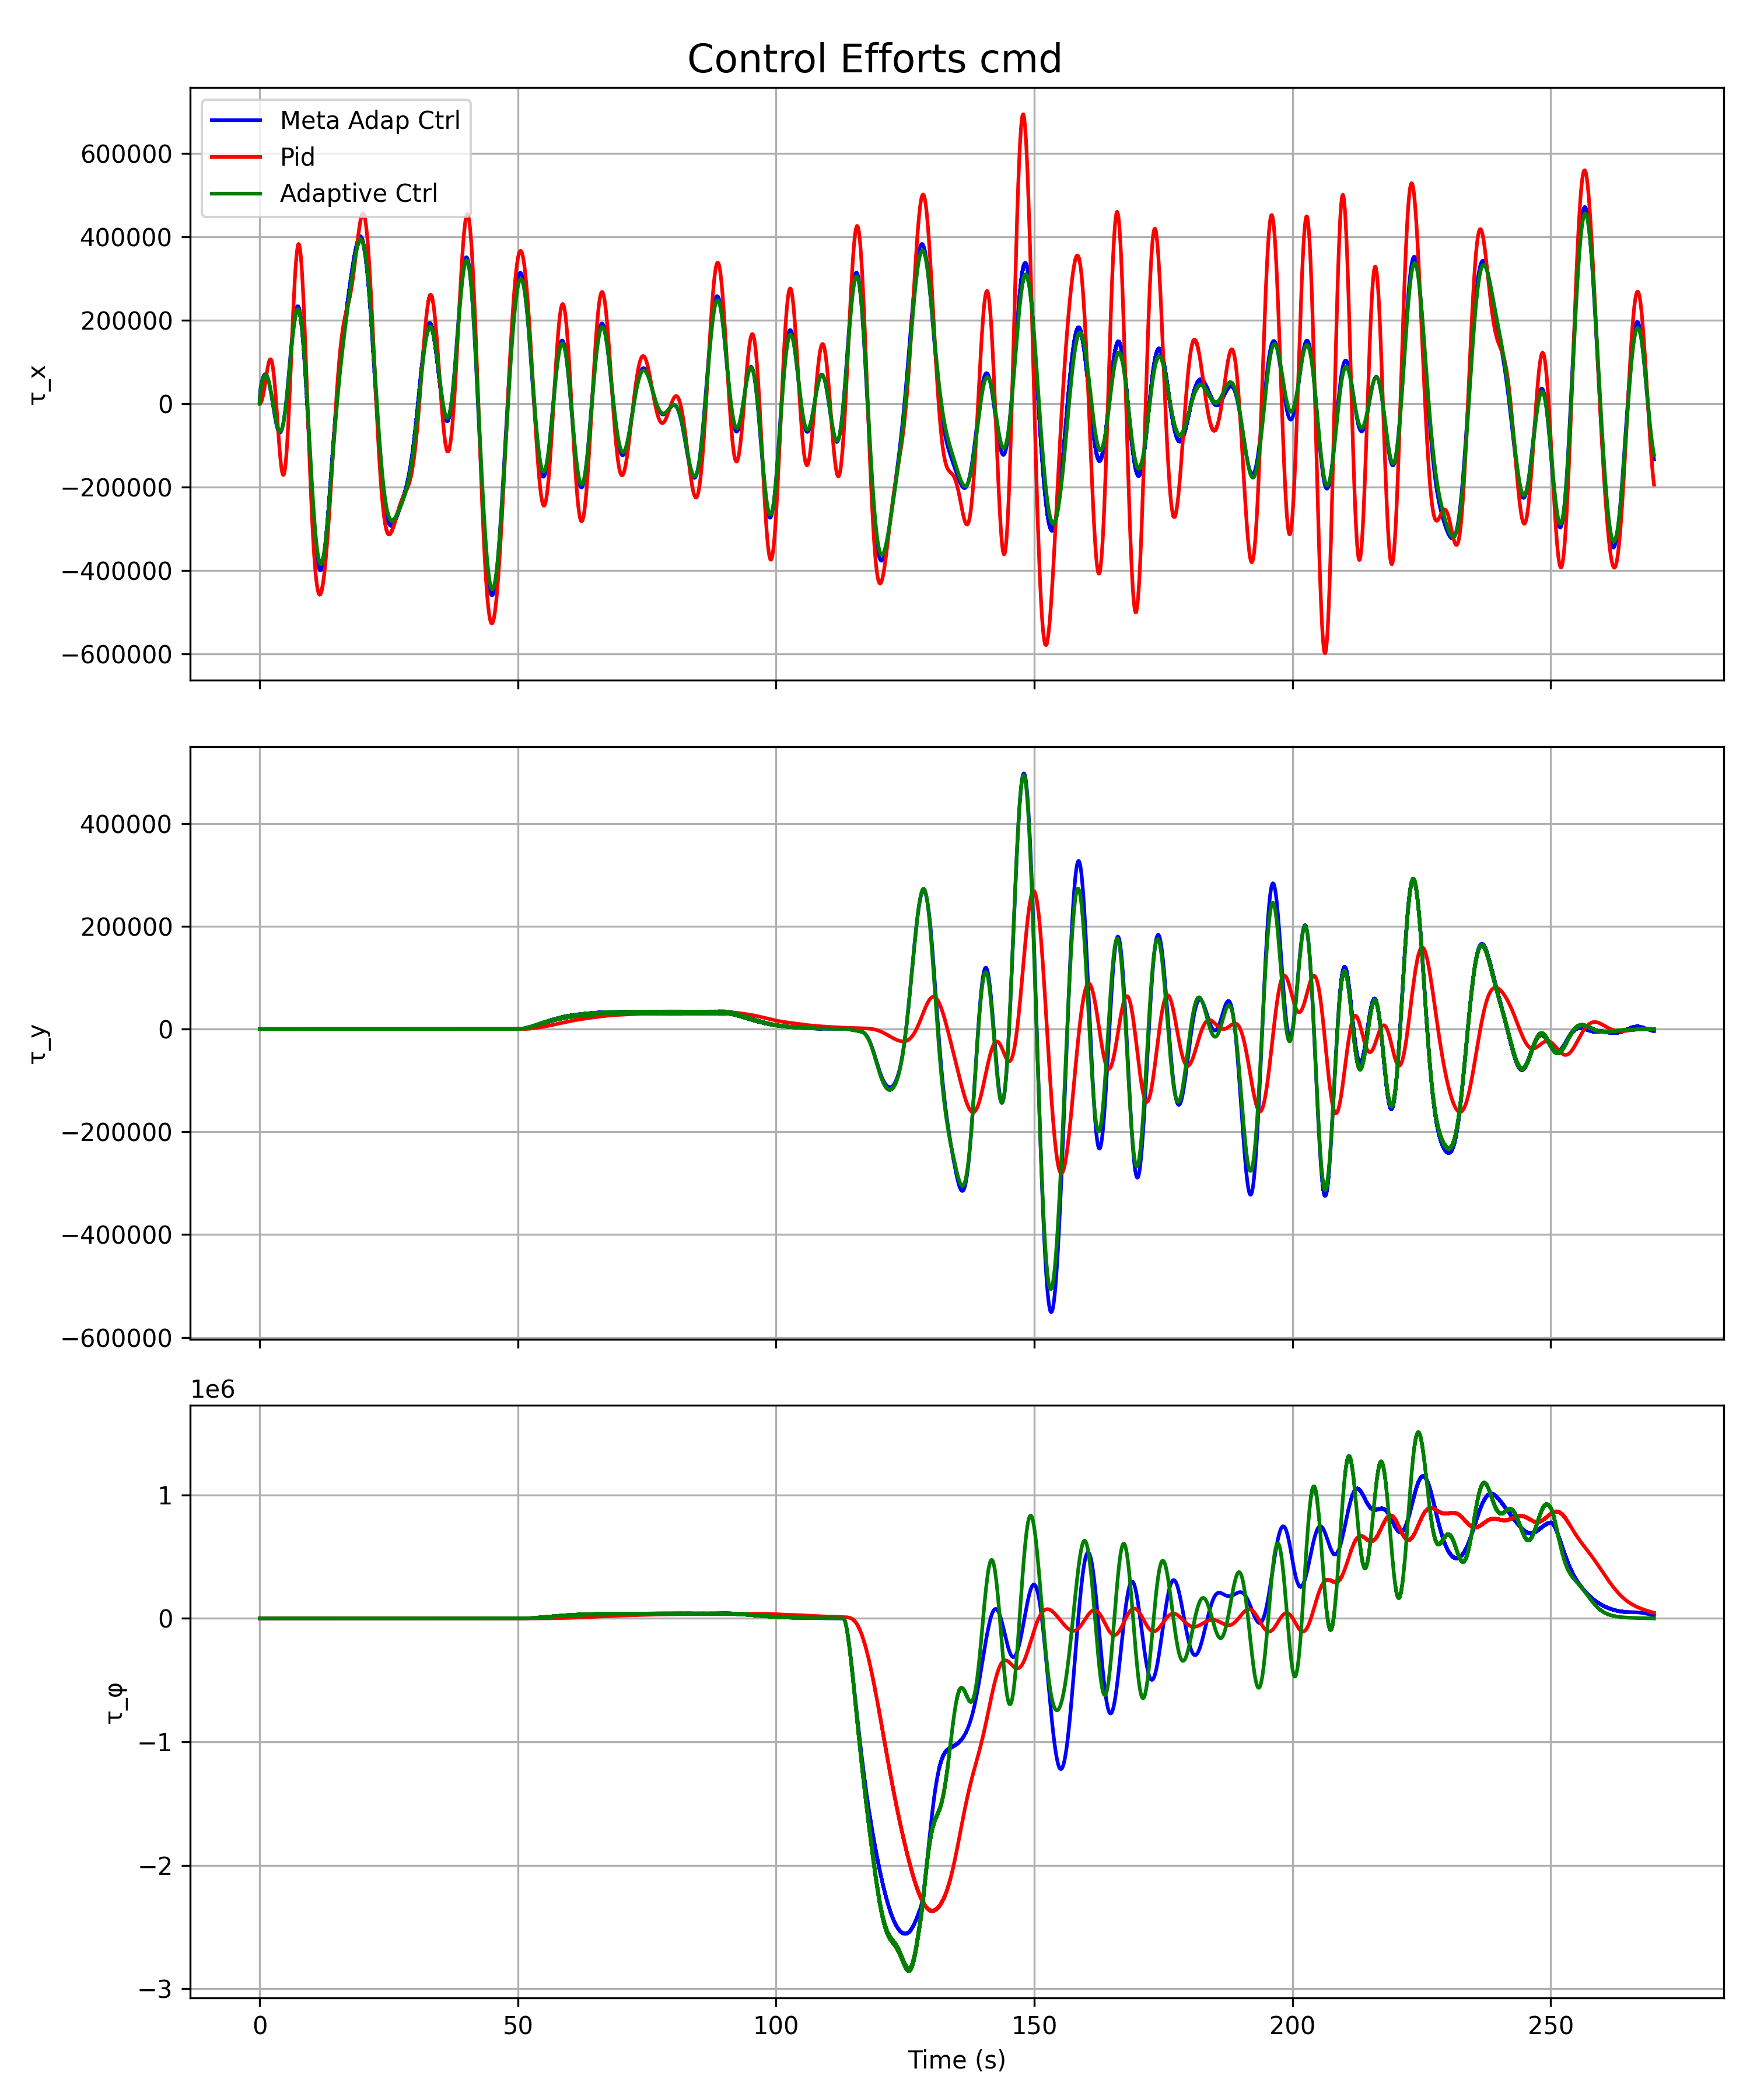 Control Efforts cmd
Meta Adap Ctrl
Pid
Adaptive Ctrl
600000
400000
200000
0
−200000
−400000
−600000
τ_x
400000
200000
0
−200000
−400000
−600000
τ_y
1e6
1
0
−1
−2
−3
τ_φ
0 50 100 150 200 250
Time (s)